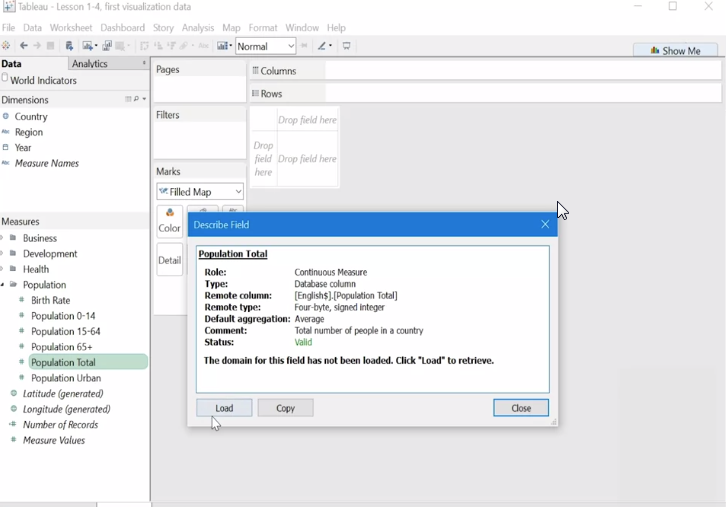 Tableau - Lesson 1-4, first visualization data
File Data Worksheet Dashboard Story Analysis Map Format Window Help
Abc Normal Show Me
Data Analytics
World Indicators
Dimensions
Country
Abc Region
Year
Abc Measure Names
Measures
Business
Development
Health
Population
# Birth Rate
# Population 0-14
# Population 15-64
# Population 65+
# Population Total
# Population Urban
Latitude (generated)
Longitude (generated)
Number of Records
# Measure Values
Pages
Filters
Marks
Filled Map
Color
Detail
Columns
Rows
Drop field here
Drop field here
Drop field here
Describe Field
Population Total
Role: Continuous Measure
Type: Database column
Remote column: [English$].[Population Total]
Remote type: Four-byte, signed integer
Default aggregation: Average
Comment: Total number of people in a country
Status: Valid
The domain for this field has not been loaded. Click "Load" to retrieve.
Load Copy Close